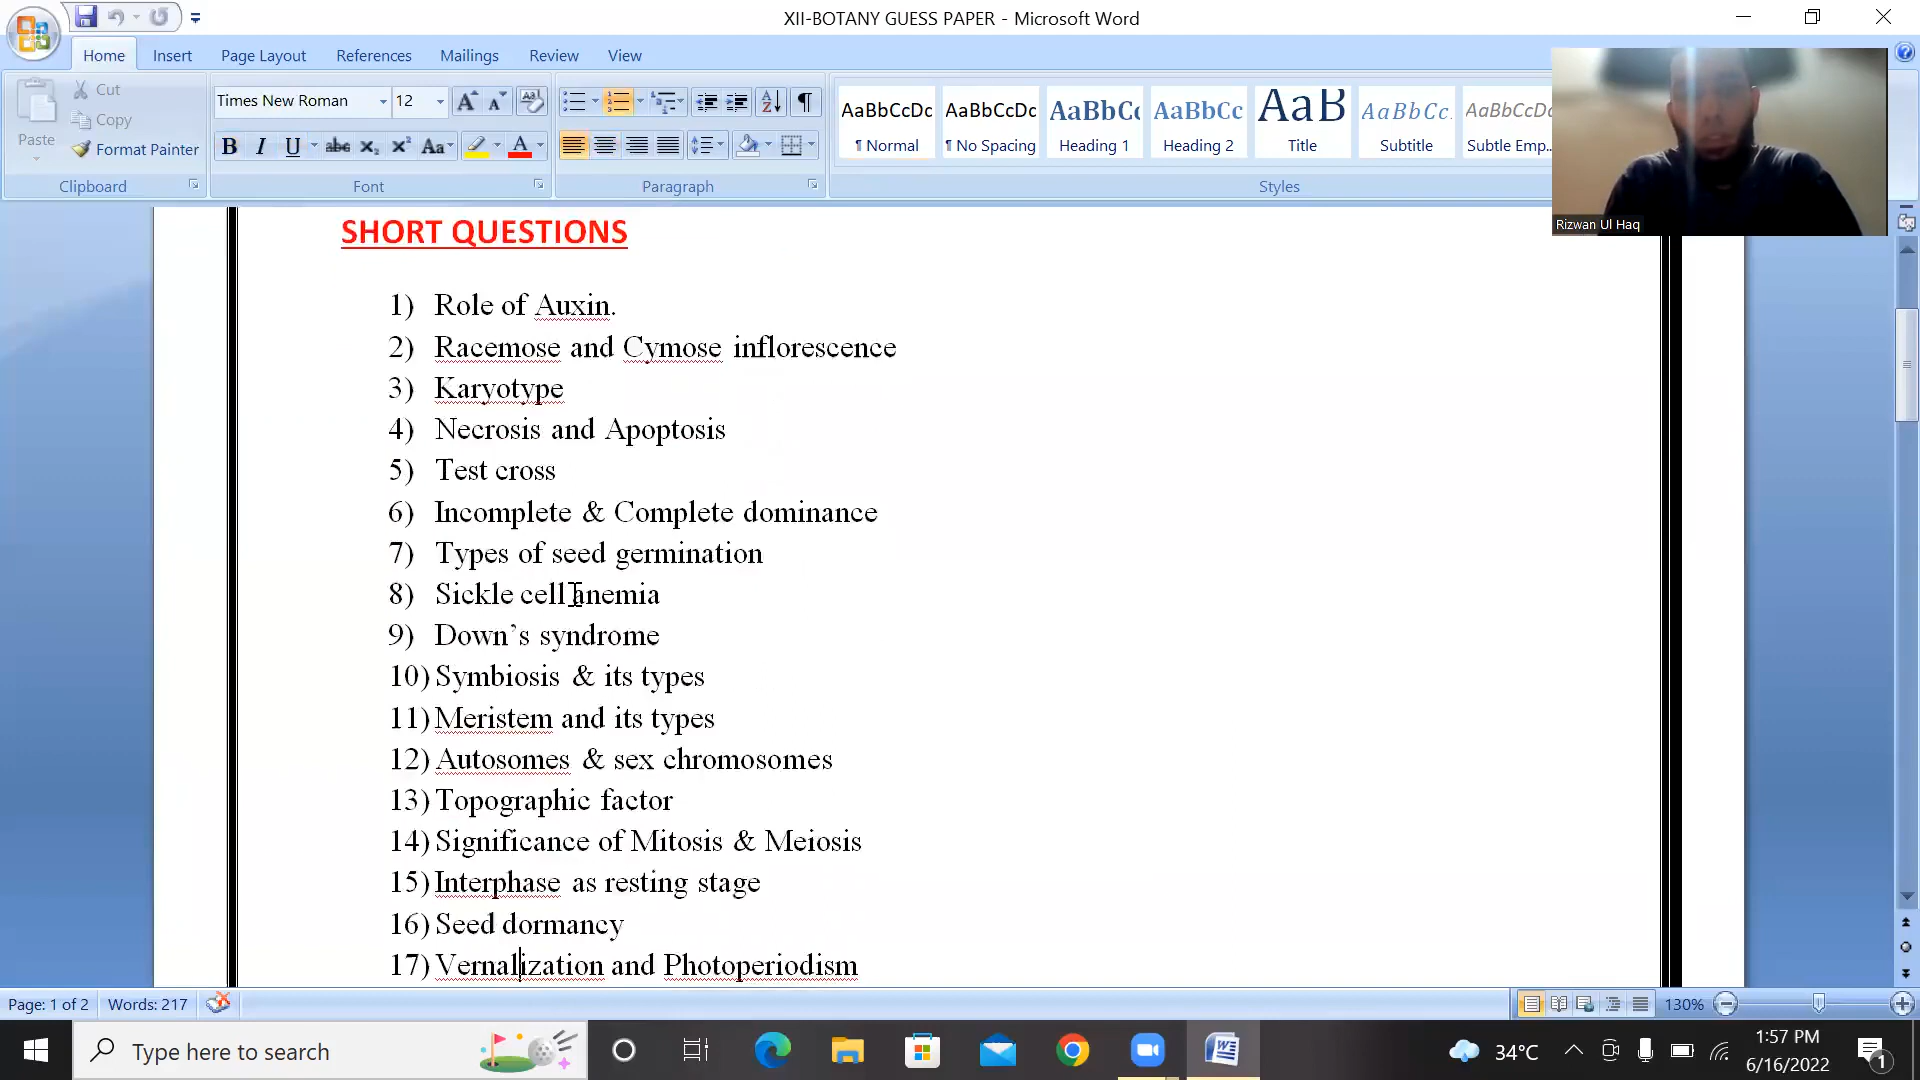 XII-BOTANY GUESS PAPER - Microsoft Word
Home Insert Page Layout References Mailings Review View
Paste Cut Copy Format Painter
Times New Roman 12
AaBbCcDc AaBbCcDc AaBbC AaBbCc AaB AaBbCc. AaBbCcDc
¶ Normal ¶ No Spacing Heading 1 Heading 2 Title Subtitle Subtle Emp...
Clipboard Font Paragraph Styles
Rizwan Ul Haq
SHORT QUESTIONS
1) Role of Auxin.
2) Racemose and Cymose inflorescence
3) Karyotype
4) Necrosis and Apoptosis
5) Test cross
6) Incomplete & Complete dominance
7) Types of seed germination
8) Sickle cell anemia
9) Down's syndrome
10) Symbiosis & its types
11) Meristem and its types
12) Autosomes & sex chromosomes
13) Topographic factor
14) Significance of Mitosis & Meiosis
15) Interphase as resting stage
16) Seed dormancy
17) Vernalization and Photoperiodism
Page: 1 of 2 Words: 217 130%
Type here to search 34°C 1:57 PM
6/16/2022 1